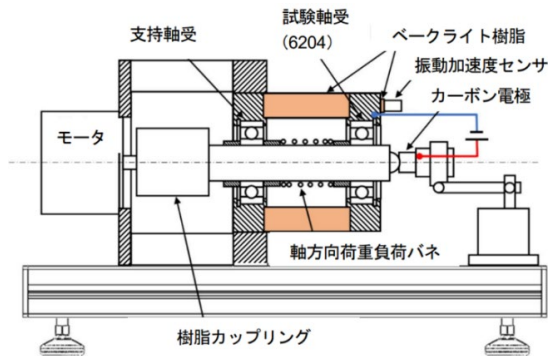 支持軸受
試験軸受
(6204)
ベークライト樹脂
振動加速度センサ
カーボン電極
モータ
軸方向荷重負荷バネ
樹脂カップリング